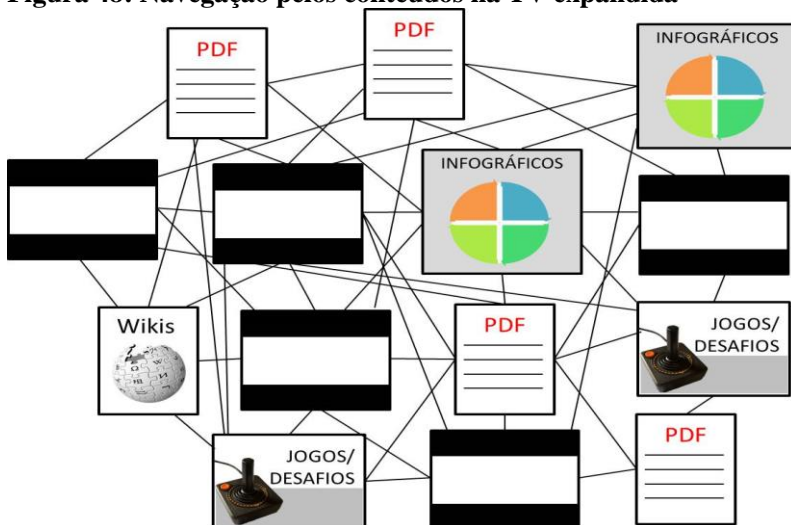 Figura 48: Navegação pelos conteúdos na TV expandida
PDF
PDF
INFOGRÁFICOS
INFOGRÁFICOS
Wikis
PDF
JOGOS/
DESAFIOS
PDF
JOGOS/
DESAFIOS